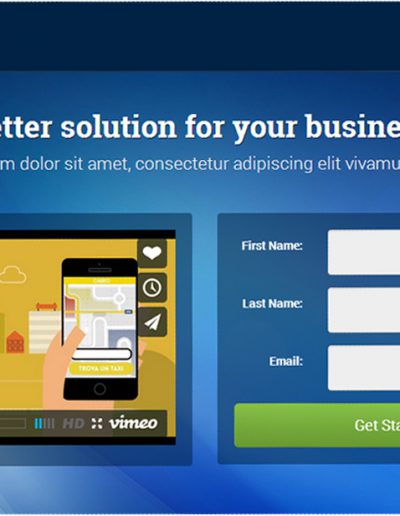 etter solution for your busine
m dolor sit amet, consectetur adipiscing elit vivamu
First Name:
Last Name:
Email:
Get Sta
CAIRO
TROVA UN TAXI
HD vimeo